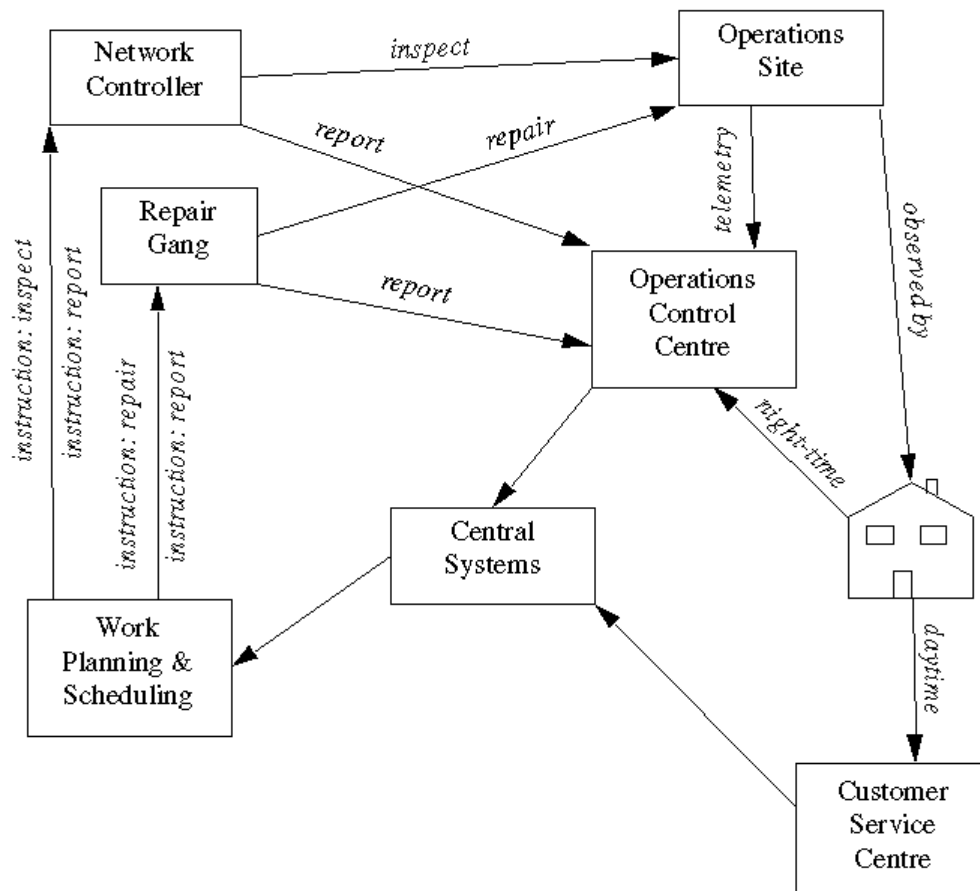 Network
Controller
inspect
Operations
Site
report
repair
telemetry
observed by
Repair
Gang
report
Operations
Control
Centre
instruction: inspect
instruction: report
instruction: repair
instruction: report
night-time
Central
Systems
Work
Planning &
Scheduling
daytime
Customer
Service
Centre